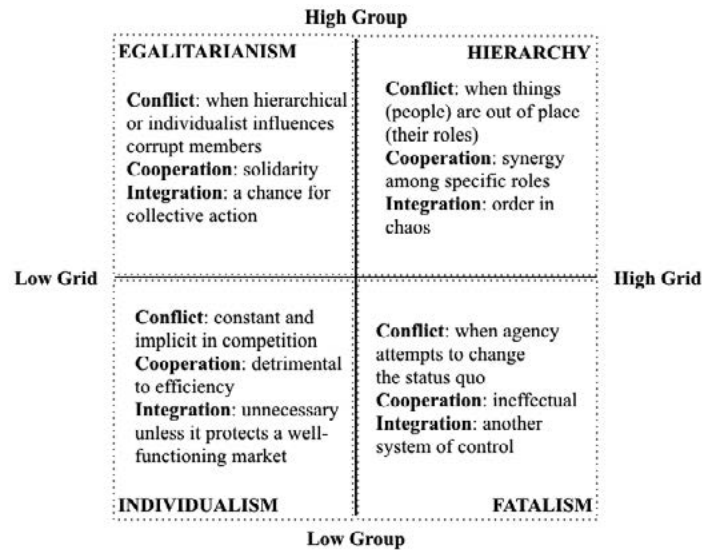 High Group
EGALITARIANISM
Conflict: when hierarchical
or individualist influences
corrupt members
Cooperation: solidarity
Integration: a chance for
collective action
HIERARCHY
Conflict: when things
(people) are out of place
(their roles)
Cooperation: synergy
among specific roles
Integration: order in
chaos
Low Grid
High Grid
Conflict: constant and
implicit in competition
Cooperation: detrimental
to efficiency
Integration: unnecessary
unless it protects a well-
functioning market
INDIVIDUALISM
Conflict: when agency
attempts to change
the status quo
Cooperation: ineffectual
Integration: another
system of control
FATALISM
Low Group